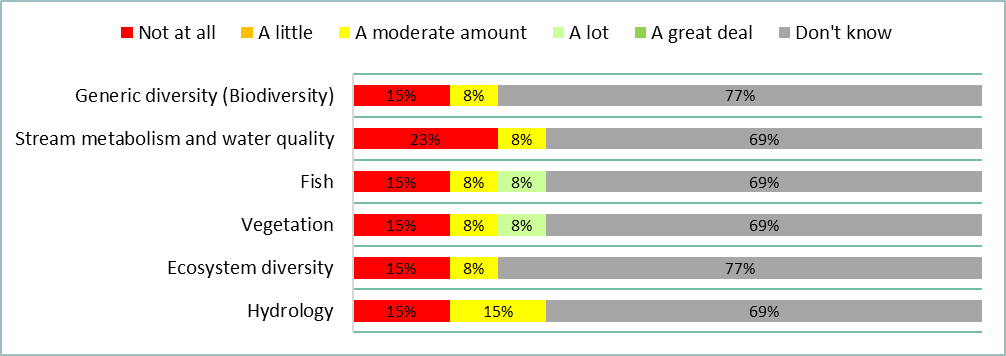 Not at all A little A moderate amount A lot A great deal Don't know
Generic diversity (Biodiversity) 15% 8% 77%
Stream metabolism and water quality 23% 8% 69%
Fish 15% 8% 8% 69%
Vegetation 15% 8% 8% 69%
Ecosystem diversity 15% 8% 77%
Hydrology 15% 15% 69%